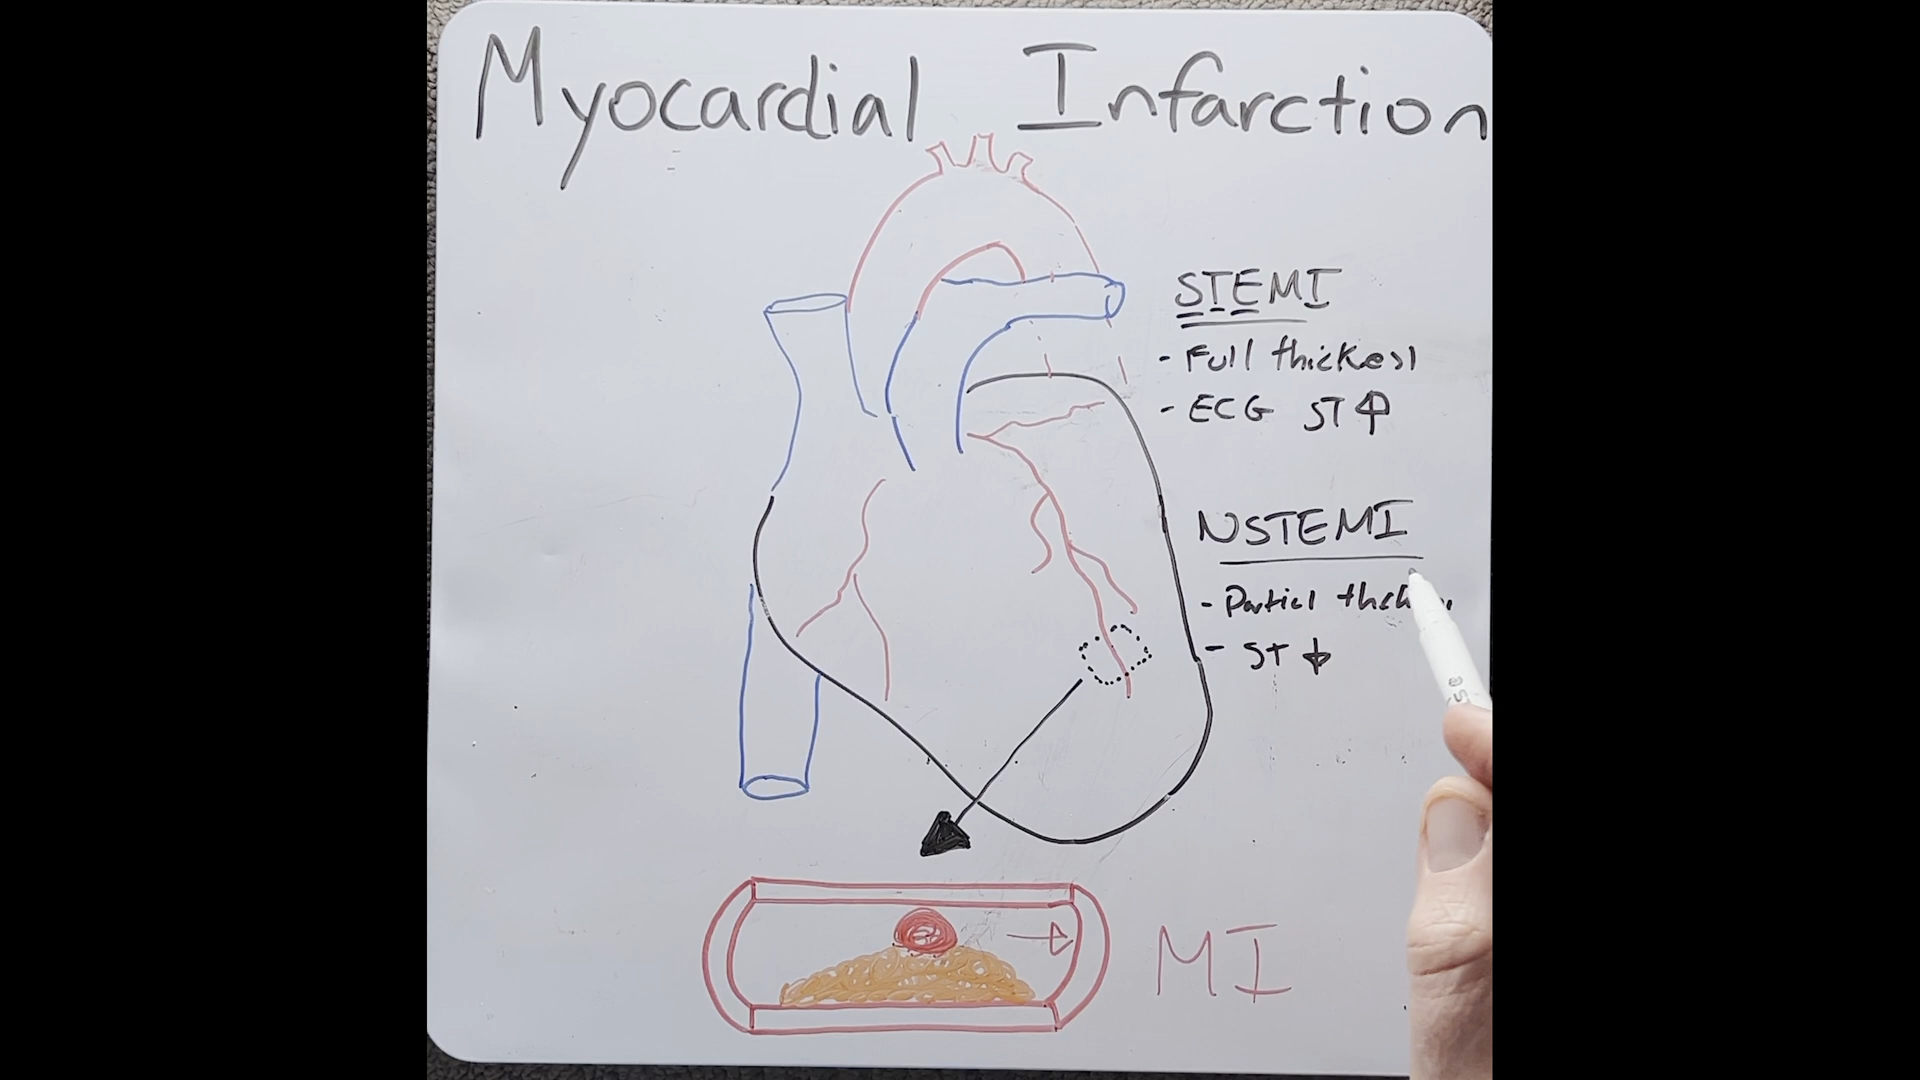 Myocardial Infarction
STEMI
- Full thickess
- ECG ST ↑
NSTEMI
- Partial
- ST ↓
MI